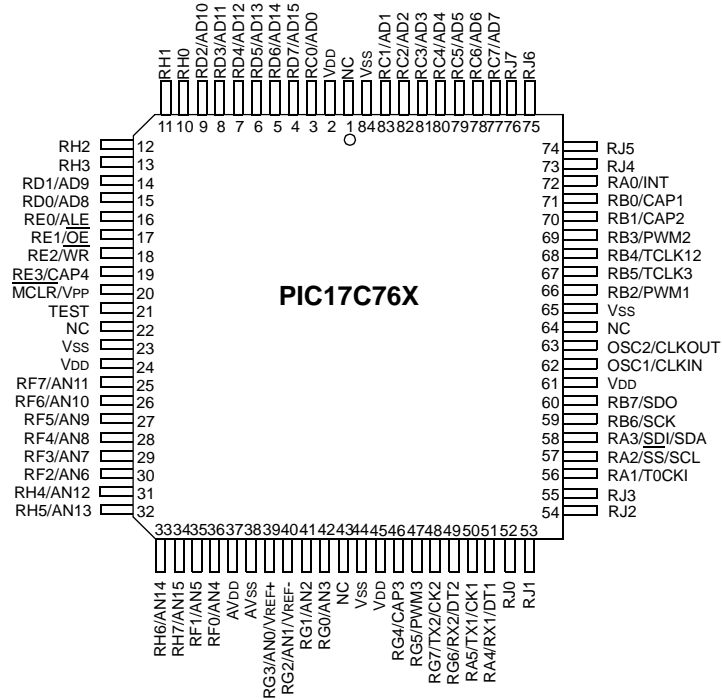 RH1
RH0
RD2/AD10
RD3/AD11
RD4/AD12
RD5/AD13
RD6/AD14
RD7/AD15
RC0/AD0
VDD
NC
VSS
RC1/AD1
RC2/AD2
RC3/AD3
RC4/AD4
RC5/AD5
RC6/AD6
RC7/AD7
RJ7
RJ6
11 10 9 8 7 6 5 4 3 2 1 84 83 82 81 80 79 78 77 76 75
RH2 12
RH3 13
RD1/AD9 14
RD0/AD8 15
RE0/ALE 16
RE1/OE 17
RE2/WR 18
RE3/CAP4 19
MCLR/VPP 20
TEST 21
NC 22
VSS 23
VDD 24
RF7/AN11 25
RF6/AN10 26
RF5/AN9 27
RF4/AN8 28
RF3/AN7 29
RF2/AN6 30
RH4/AN12 31
RH5/AN13 32
PIC17C76X
74 RJ5
73 RJ4
72 RA0/INT
71 RB0/CAP1
70 RB1/CAP2
69 RB3/PWM2
68 RB4/TCLK12
67 RB5/TCLK3
66 RB2/PWM1
65 VSS
64 NC
63 OSC2/CLKOUT
62 OSC1/CLKIN
61 VDD
60 RB7/SDO
59 RB6/SCK
58 RA3/SDI/SDA
57 RA2/SS/SCL
56 RA1/T0CKI
55 RJ3
54 RJ2
33 34 35 36 37 38 39 40 41 42 43 44 45 46 47 48 49 50 51 52 53
RH6/AN14
RH7/AN15
RF1/AN5
RF0/AN4
AVDD
AVSS
RG3/AN0/VREF+
RG2/AN1/VREF-
RG1/AN2
RG0/AN3
NC
VSS
VDD
RG4/CAP3
RG5/PWM3
RG7/TX2/CK2
RG6/RX2/DT2
RA5/TX1/CK1
RA4/RX1/DT1
RJ0
RJ1